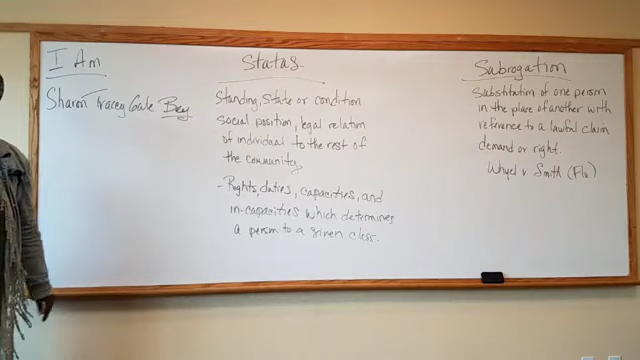 I Am
Sharon Tracey Gale Bey
Status
Standing, State or condition
social position, legal relation
of individual to the rest of
the community.
- Rights, duties, capacities, and
in-capacities which determines
a person to a given class.
Subrogation
Substitution of one person
in the place of another with
reference to a lawful claim
demand or right.
Whyel v. Smith (Fla)